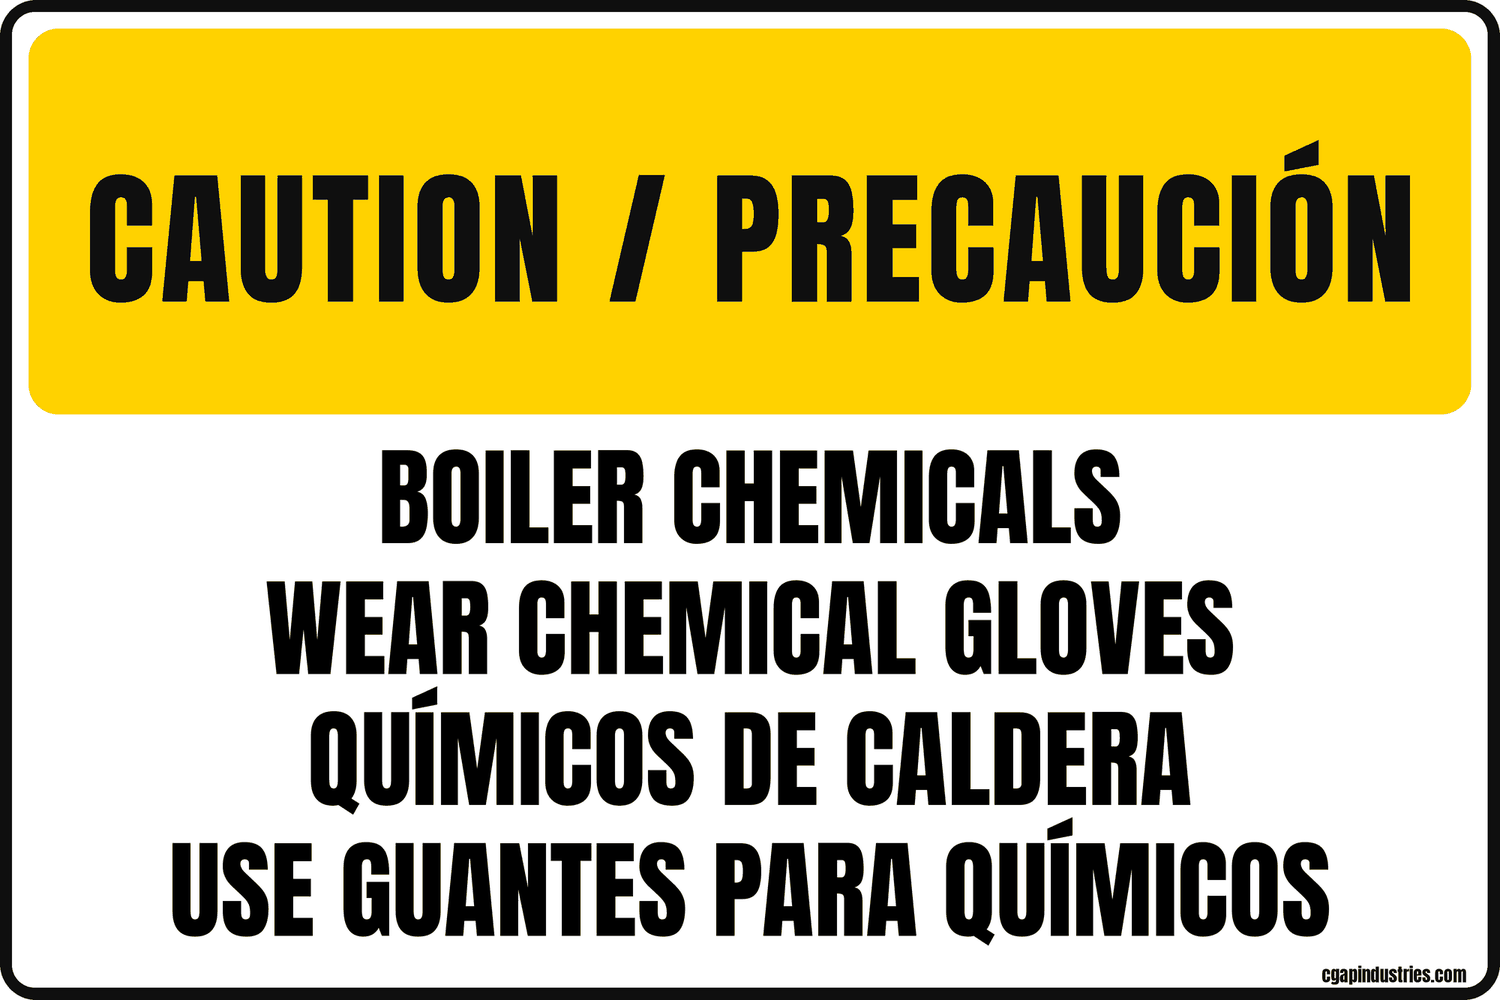 CAUTION / PRECAUCIÓN
BOILER CHEMICALS
WEAR CHEMICAL GLOVES
QUÍMICOS DE CALDERA
USE GUANTES PARA QUÍMICOS
cgapindustries.com